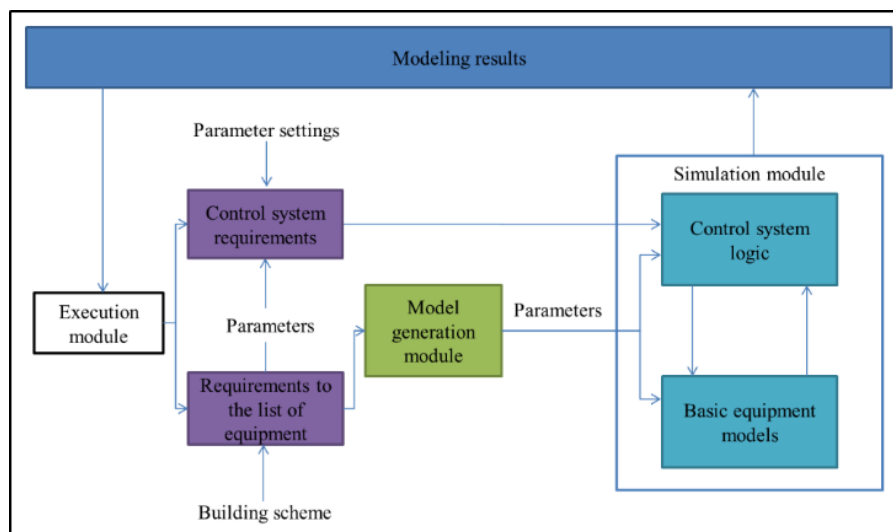 Modeling results
Parameter settings
Simulation module
Control system
requirements
Control system
logic
Execution
module
Parameters
Model
generation
module
Parameters
Requirements to
the list of
equipment
Basic equipment
models
Building scheme